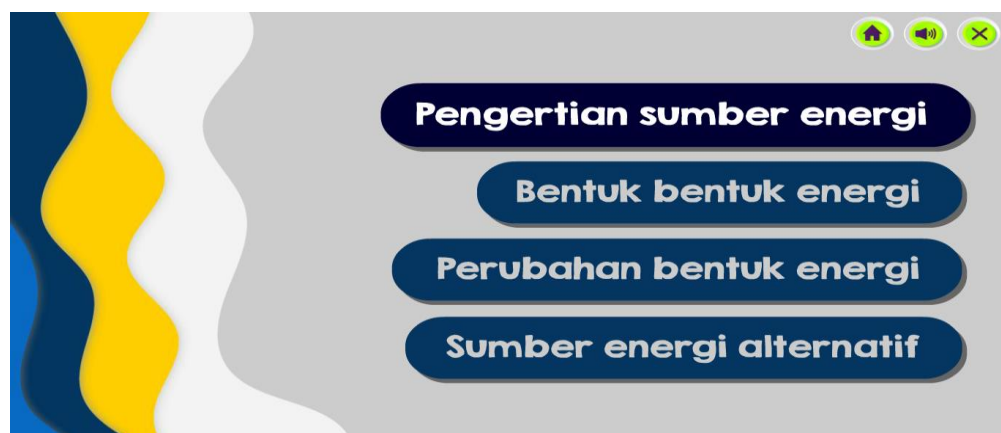 Pengertian sumber energi
Bentuk bentuk energi
Perubahan bentuk energi
Sumber energi alternatif